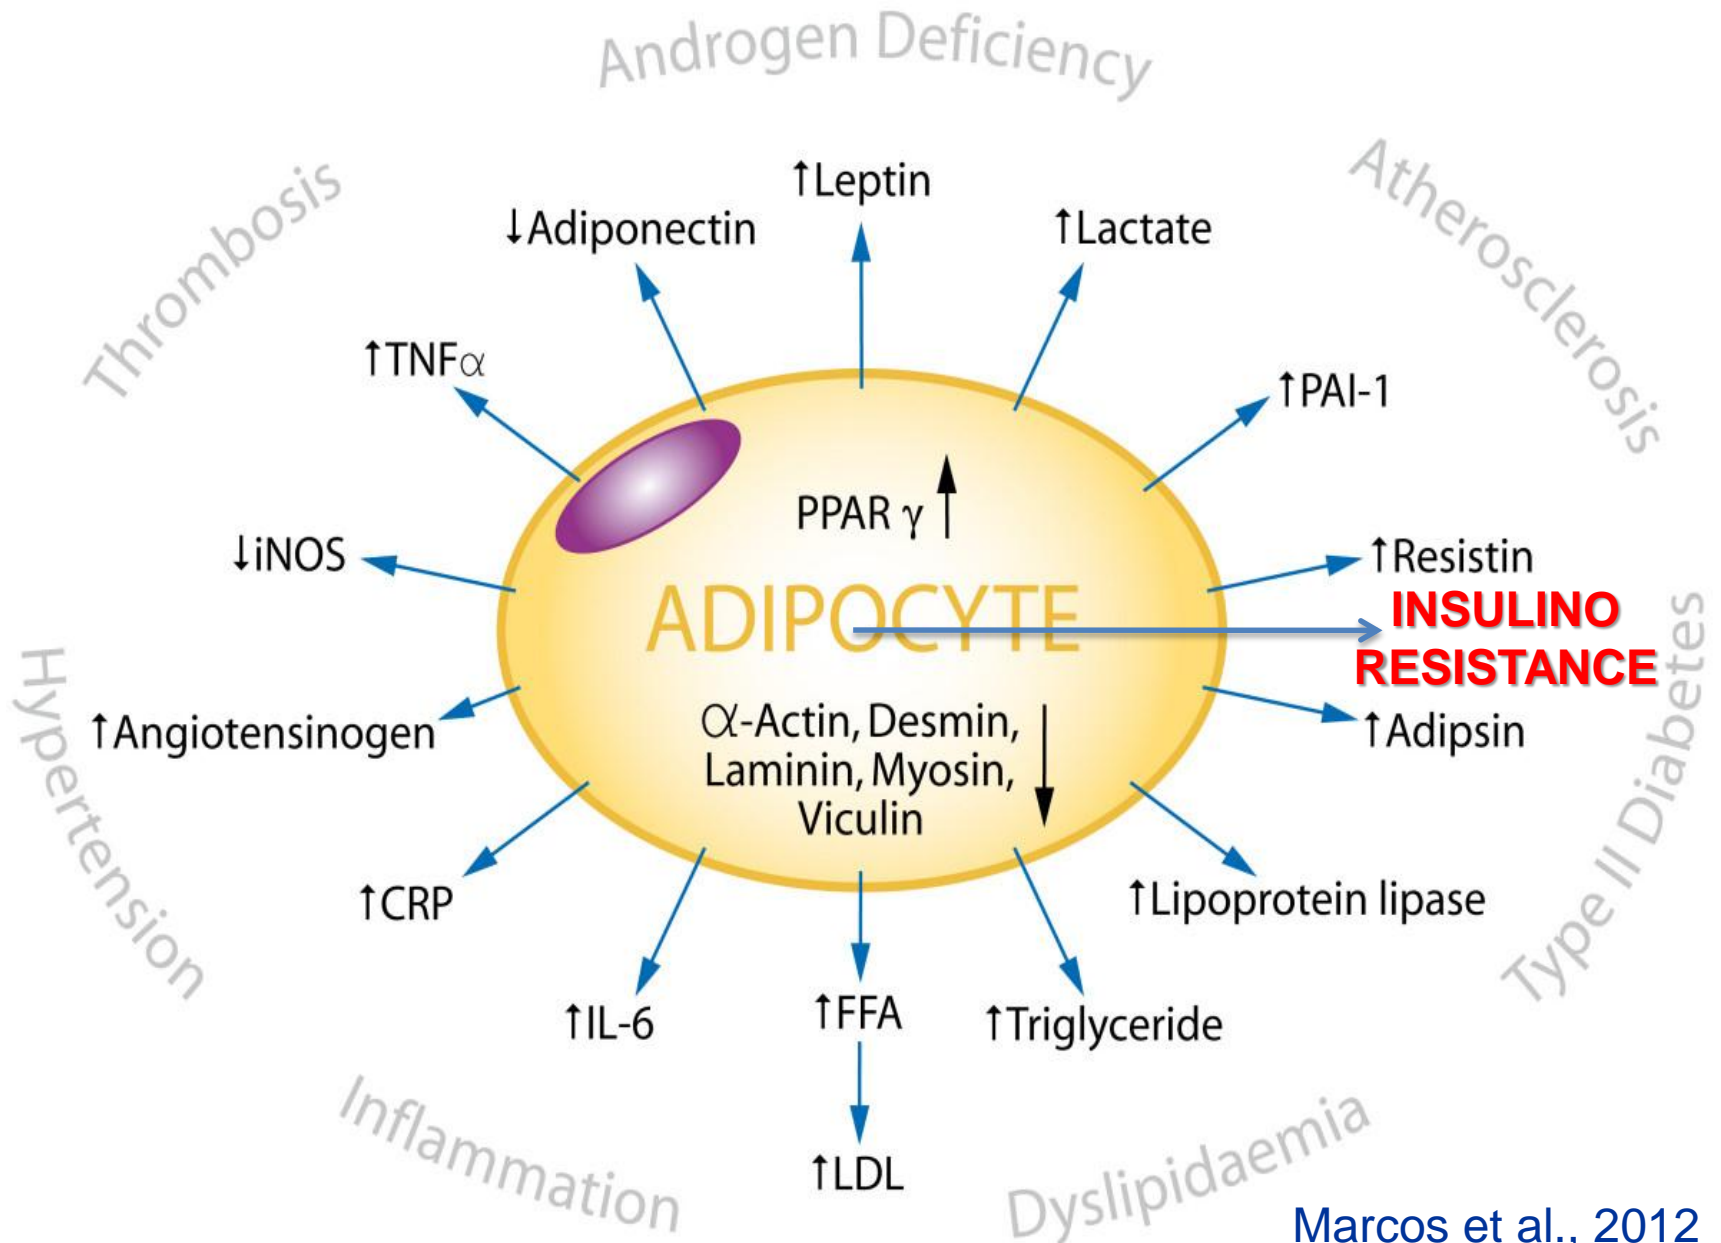 Androgen Deficiency
Thrombosis
Atherosclerosis
↑Leptin
↓Adiponectin
↑Lactate
↑TNFα
↑PAI-1
PPAR γ ↑
↓iNOS
↑Resistin
ADIPOCYTE
INSULINO
RESISTANCE
Hypertension
Type II Diabetes
↑Angiotensinogen
α-Actin, Desmin,
Laminin, Myosin,
Viculin ↓
↑Adipsin
↑CRP
↑Lipoprotein lipase
↑IL-6
↑FFA
↑Triglyceride
↑LDL
Inflammation
Dyslipidaemia
Marcos et al., 2012